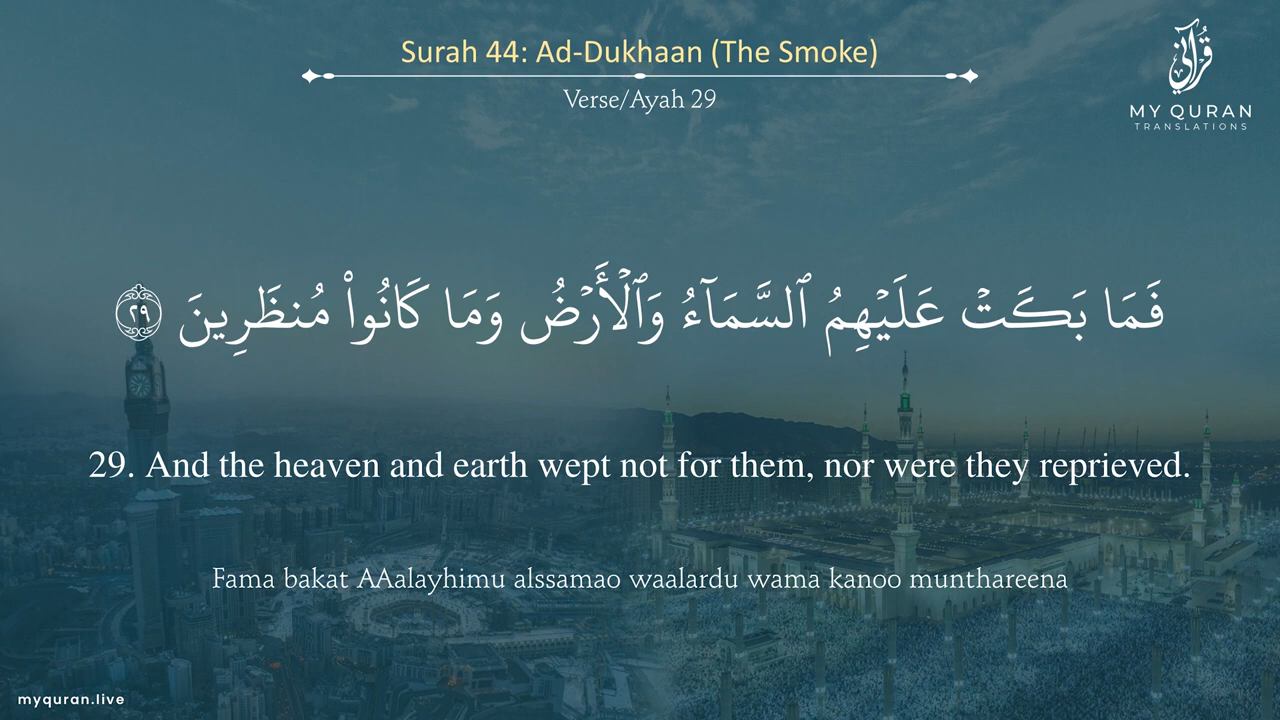 Surah 44: Ad-Dukhaan (The Smoke)
Verse/Ayah 29
قرآني
MY QURAN
TRANSLATIONS
فَمَا بَكَتْ عَلَيْهِمُ ٱلسَّمَآءُ وَٱلْأَرْضُ وَمَا كَانُوا۟ مُنظَرِينَ ٢٩
29. And the heaven and earth wept not for them, nor were they reprieved.
Fama bakat AAalayhimu alssamao waalardu wama kanoo munthareena
myquran.live